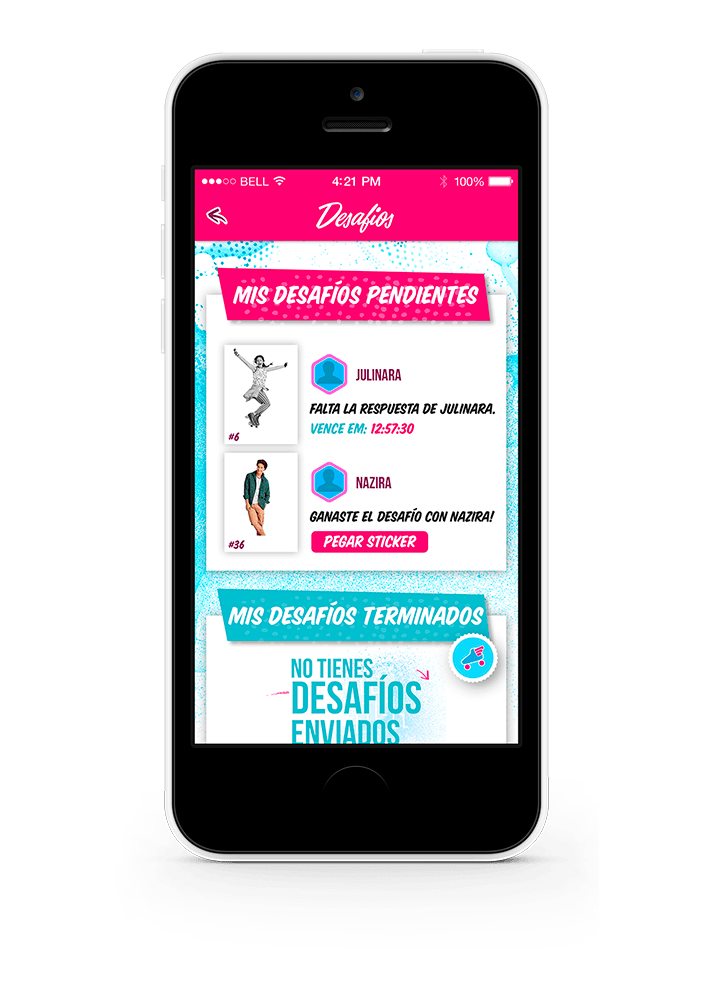 BELL 4:21 PM 100%
Desafíos
MIS DESAFÍOS PENDIENTES
JULINARA
FALTA LA RESPUESTA DE JULINARA.
VENCE EM: 12:57:30
#6
NAZIRA
GANASTE EL DESAFÍO CON NAZIRA!
PEGAR STICKER
#36
MIS DESAFÍOS TERMINADOS
NO TIENES
DESAFÍOS
ENVIADOS